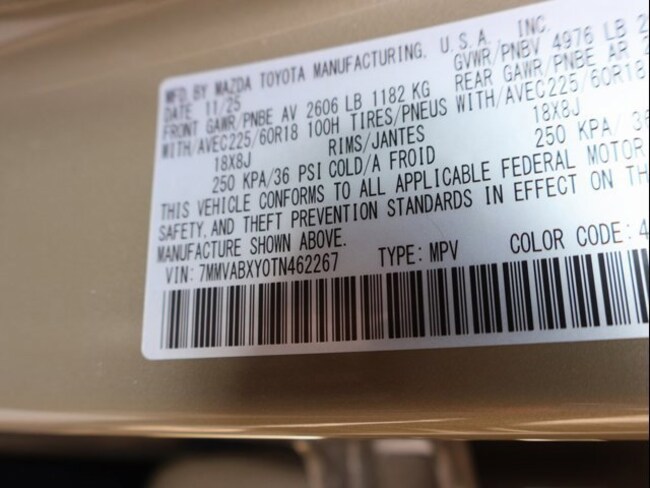 MFD. BY MAZDA TOYOTA MANUFACTURING, U.S.A., INC.
DATE 11/25 GVWR/PNBV 4976 LB 2
FRONT GAWR/PNBE AV 2606 LB 1182 KG REAR GAWR/PNBE AR
WITH/AVEC225/60R18 100H TIRES/PNEUS WITH/AVEC225/60R18
18X8J RIMS/JANTES 18X8J
250 KPA/36 PSI COLD/A FROID 250 KPA/ 36
THIS VEHICLE CONFORMS TO ALL APPLICABLE FEDERAL MOTOR
SAFETY, AND THEFT PREVENTION STANDARDS IN EFFECT ON TH
MANUFACTURE SHOWN ABOVE.
VIN: 7MMVABXY0TN462267 TYPE: MPV COLOR CODE: 4